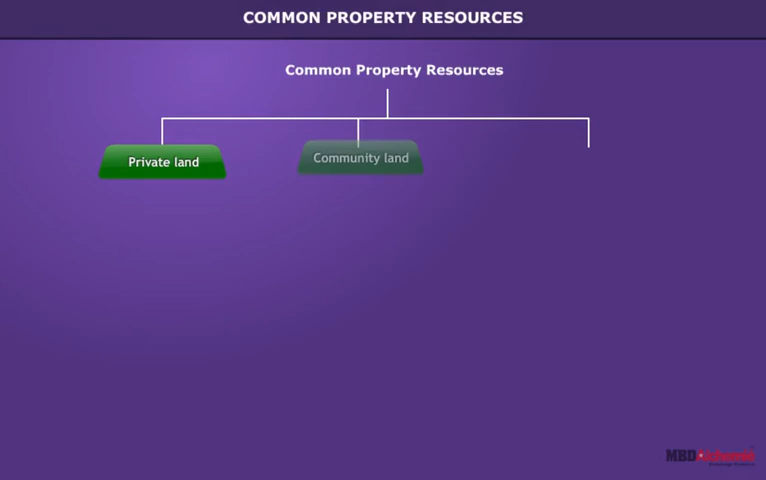 COMMON PROPERTY RESOURCES
Common Property Resources
Private land
Community land
MBD